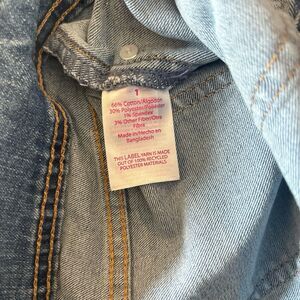 1
66% Cotton/Algodon
30% Polyester/Poliester
1% Spandex
3% Other Fiber/Otra
Fibra
Made in/Hecho en
Bangladesh
THIS LABEL YARN IS MADE
OUT OF 100% RECYCLED
POLYESTER MATERIALS